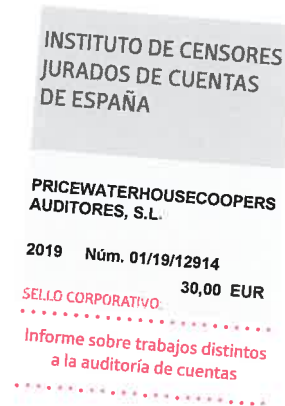 INSTITUTO DE CENSORES
JURADOS DE CUENTAS
DE ESPAÑA
PRICEWATERHOUSECOOPERS
AUDITORES, S.L.
2019 Núm. 01/19/12914
30,00 EUR
SELLO CORPORATIVO:
Informe sobre trabajos distintos
a la auditoría de cuentas